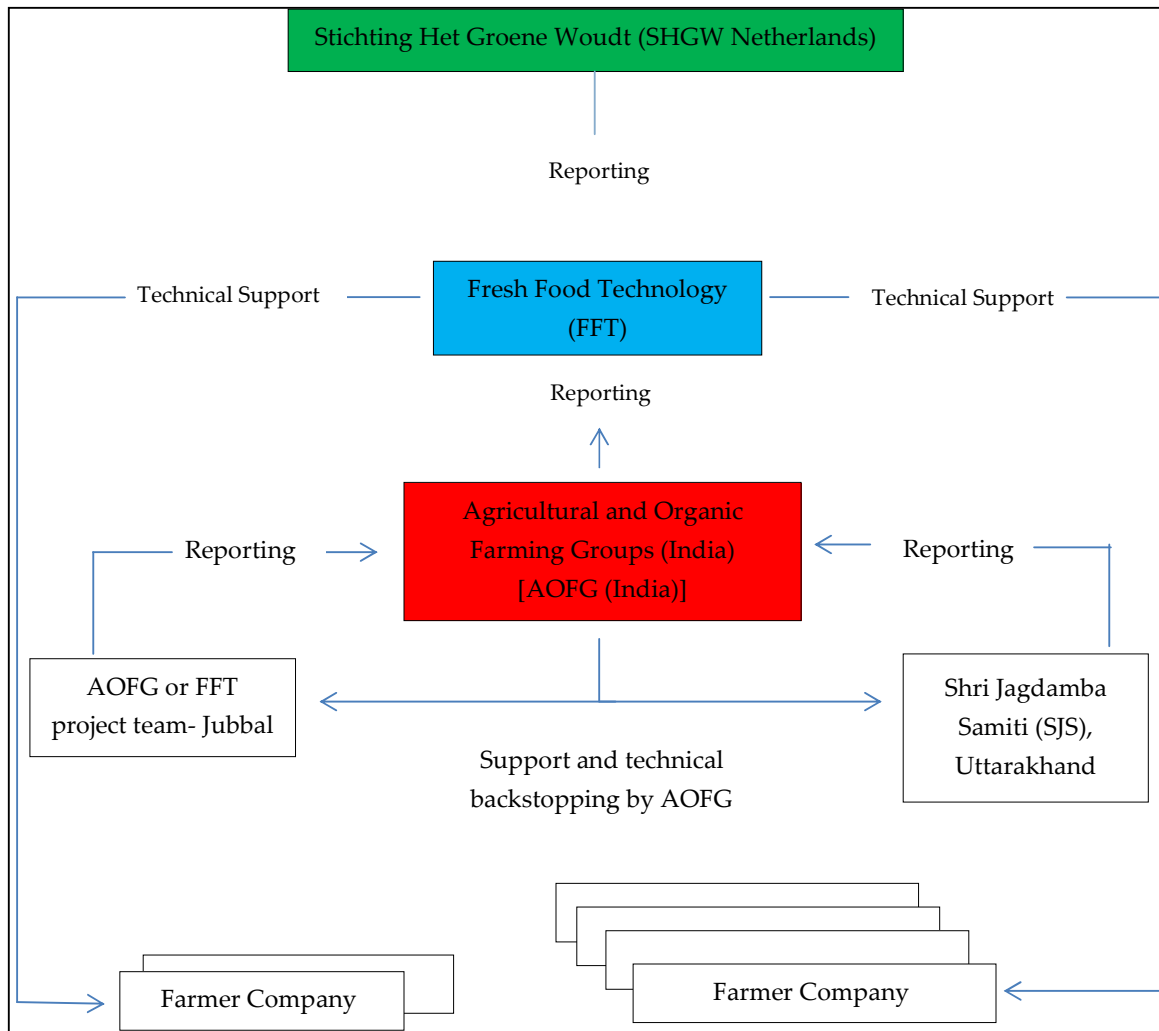 Stichting Het Groene Woudt (SHGW Netherlands)
Reporting
Technical Support
Fresh Food Technology
(FFT)
Technical Support
Reporting
Reporting
Agricultural and Organic
Farming Groups (India)
[AOFG (India)]
Reporting
AOFG or FFT
project team- Jubbal
Shri Jagdamba
Samiti (SJS),
Uttarakhand
Support and technical
backstopping by AOFG
Farmer Company
Farmer Company